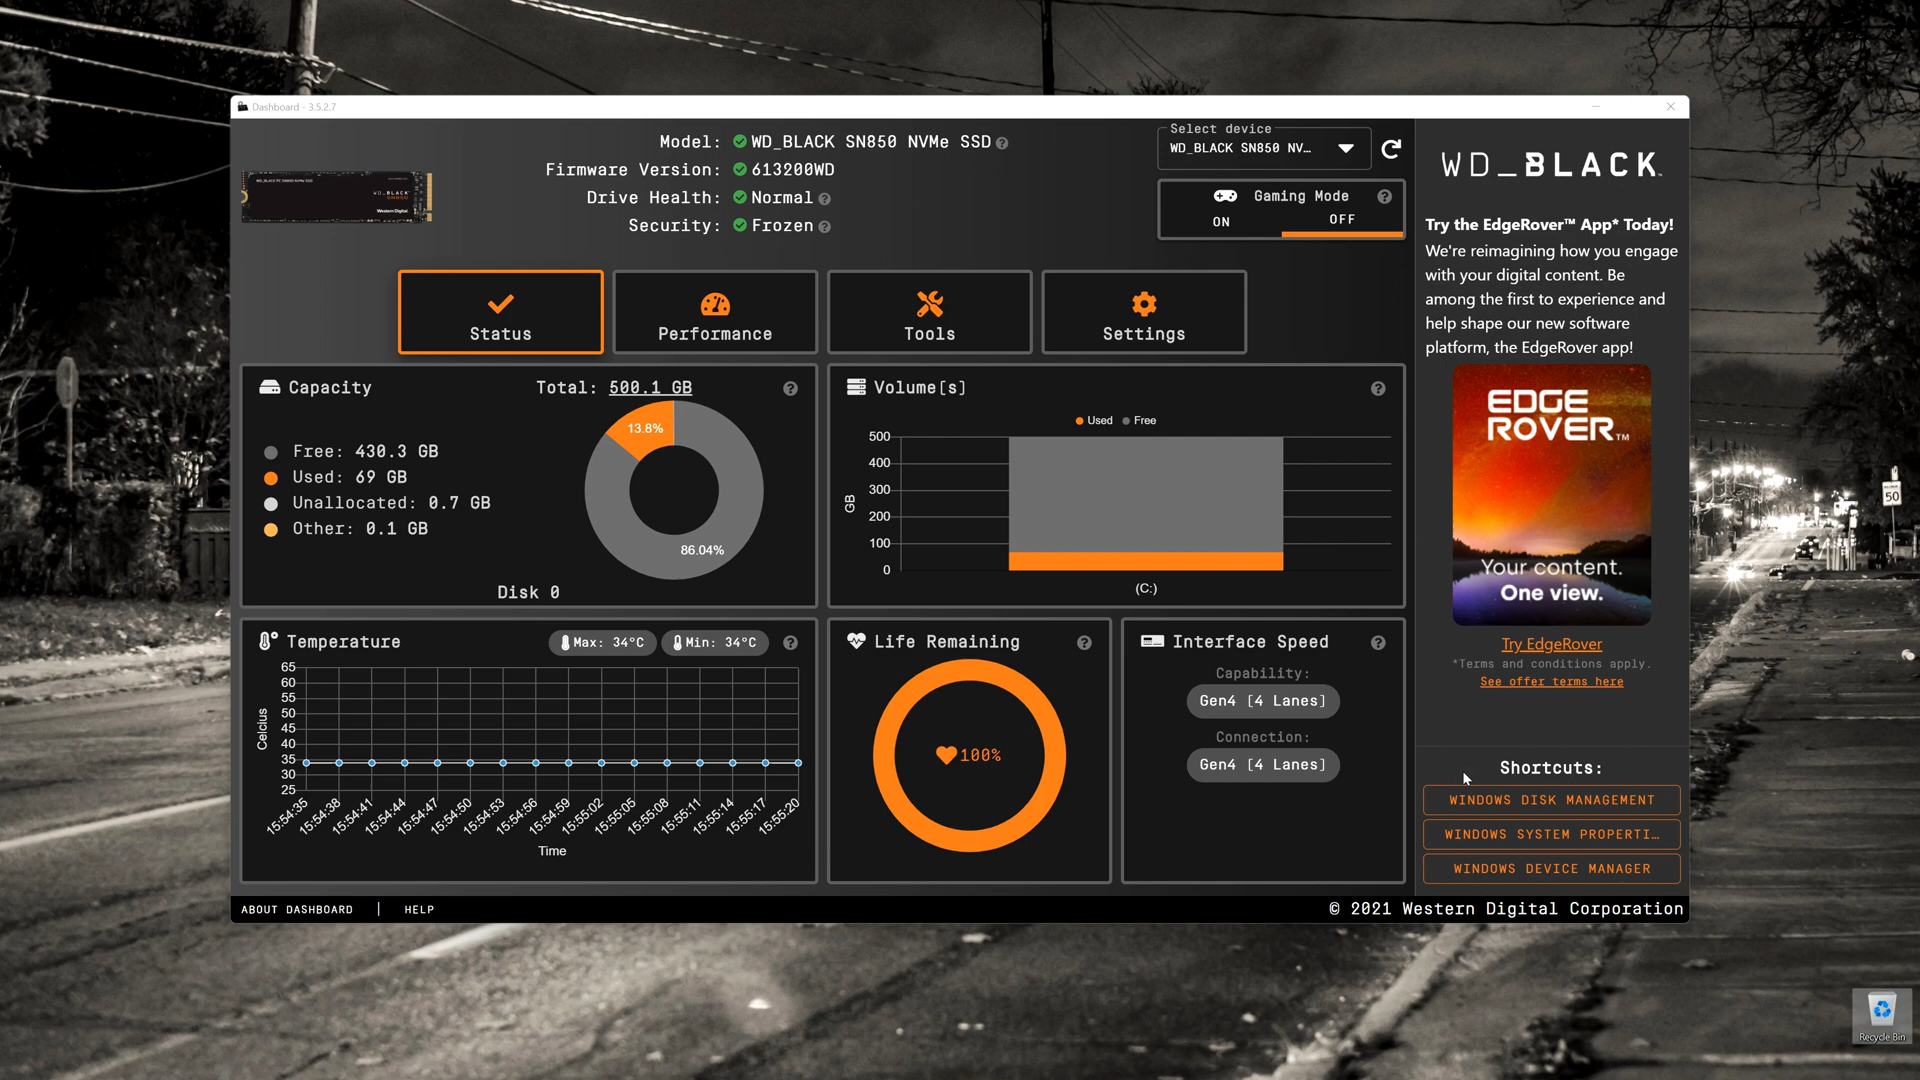 Dashboard - 3.5.2.7
Model: WD_BLACK SN850 NVMe SSD
Firmware Version: 613200WD
Drive Health: Normal
Security: Frozen
Select device
WD_BLACK SN850 NV…
Gaming Mode
ON OFF
Status
Performance
Tools
Settings
Capacity
Total: 500.1 GB
Free: 430.3 GB
Used: 69 GB
Unallocated: 0.7 GB
Other: 0.1 GB
13.8%
86.04%
Disk 0
Volume[s]
Used Free
500
400
300
200
100
0
GB
(C:)
Temperature
Max: 34°C
Min: 34°C
65
60
55
50
45
40
35
30
25
Celcius
15:54:35
15:54:38
15:54:41
15:54:44
15:54:47
15:54:50
15:54:53
15:54:56
15:54:59
15:55:02
15:55:05
15:55:08
15:55:11
15:55:14
15:55:17
15:55:20
Time
Life Remaining
100%
Interface Speed
Capability:
Gen4 [4 Lanes]
Connection:
Gen4 [4 Lanes]
WD_BLACK™
Try the EdgeRover™ App* Today!
We're reimagining how you engage
with your digital content. Be
among the first to experience and
help shape our new software
platform, the EdgeRover app!
EDGE
ROVER™
Your content.
One view.
Try EdgeRover
*Terms and conditions apply.
See offer terms here
Shortcuts:
WINDOWS DISK MANAGEMENT
WINDOWS SYSTEM PROPERTI…
WINDOWS DEVICE MANAGER
ABOUT DASHBOARD | HELP
© 2021 Western Digital Corporation
50
Recycle Bin